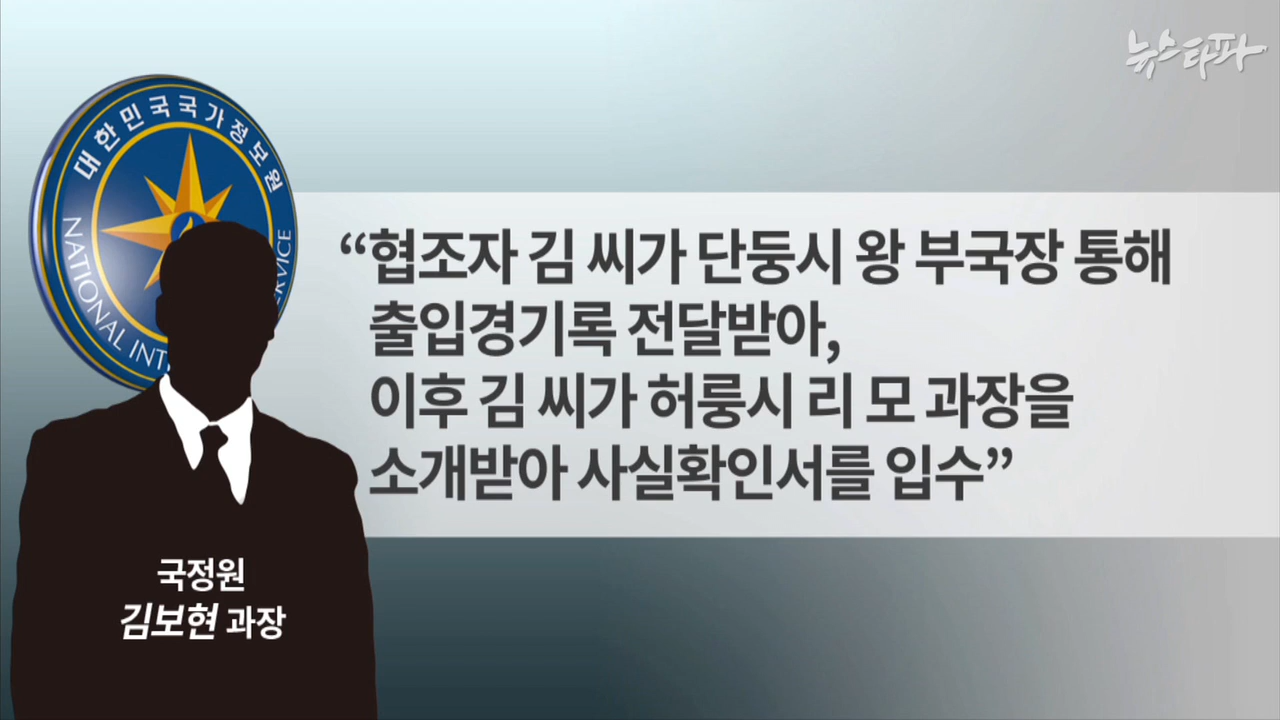 뉴스타파
대한민국국가정보원
NATIONAL INT
RVICE
“협조자 김 씨가 단둥시 왕 부국장 통해
출입경기록 전달받아,
이후 김 씨가 허룽시 리 모 과장을
소개받아 사실확인서를 입수”
국정원
김보현 과장